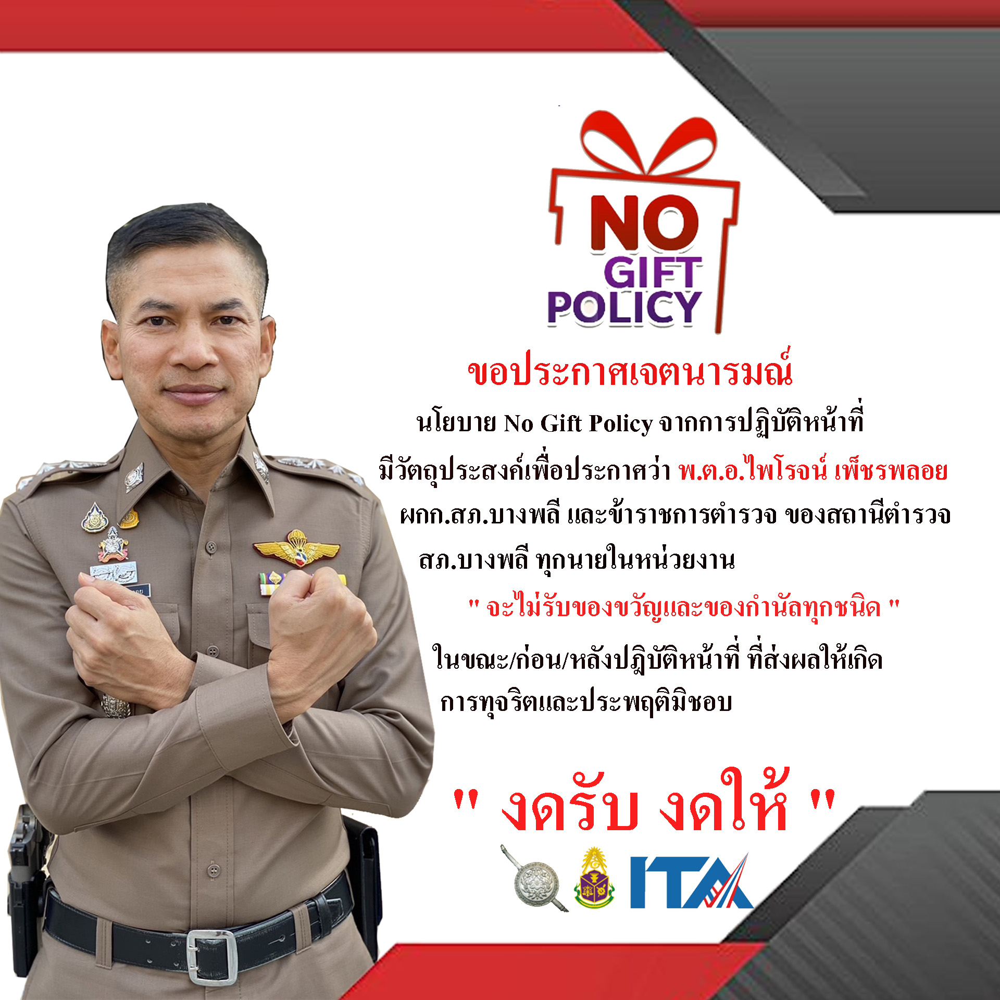 NO
GIFT
POLICY
ขอประกาศเจตนารมณ์
นโยบาย No Gift Policy จากการปฏิบัติหน้าที่
มีวัตถุประสงค์เพื่อประกาศว่า พ.ต.อ.ไพโรจน์ เพ็ชรพลอย
ผกก.สภ.บางพลี และข้าราชการตำรวจ ของสถานีตำรวจ
สภ.บางพลี ทุกนายในหน่วยงาน
" จะไม่รับของขวัญและของกำนัลทุกชนิด "
ในขณะ/ก่อน/หลังปฎิบัติหน้าที่ ที่ส่งผลให้เกิด
การทุจริตและประพฤติมิชอบ
" งดรับ งดให้ "
ITA